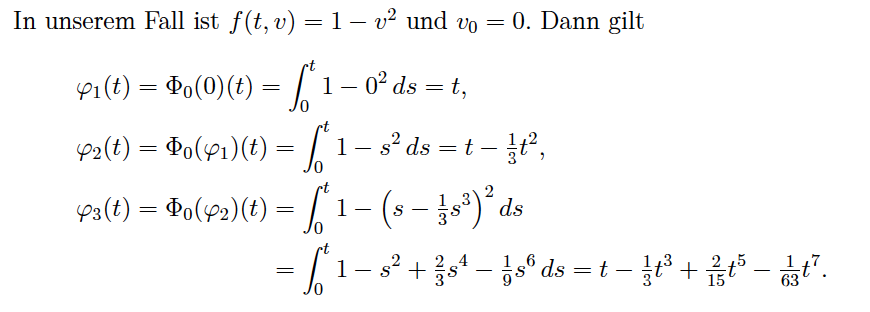 In unserem Fall ist f(t, v) = 1 − v² und v₀ = 0. Dann gilt
φ₁(t) = Φ₀(0)(t) = ∫₀ᵗ 1 − 0² ds = t,
φ₂(t) = Φ₀(φ₁)(t) = ∫₀ᵗ 1 − s² ds = t − ⅓t²,
φ₃(t) = Φ₀(φ₂)(t) = ∫₀ᵗ 1 − (s − ⅓s³)² ds
= ∫₀ᵗ 1 − s² + ⅔s⁴ − ⅑s⁶ ds = t − ⅓t³ + 2/15 t⁵ − 1/63 t⁷.